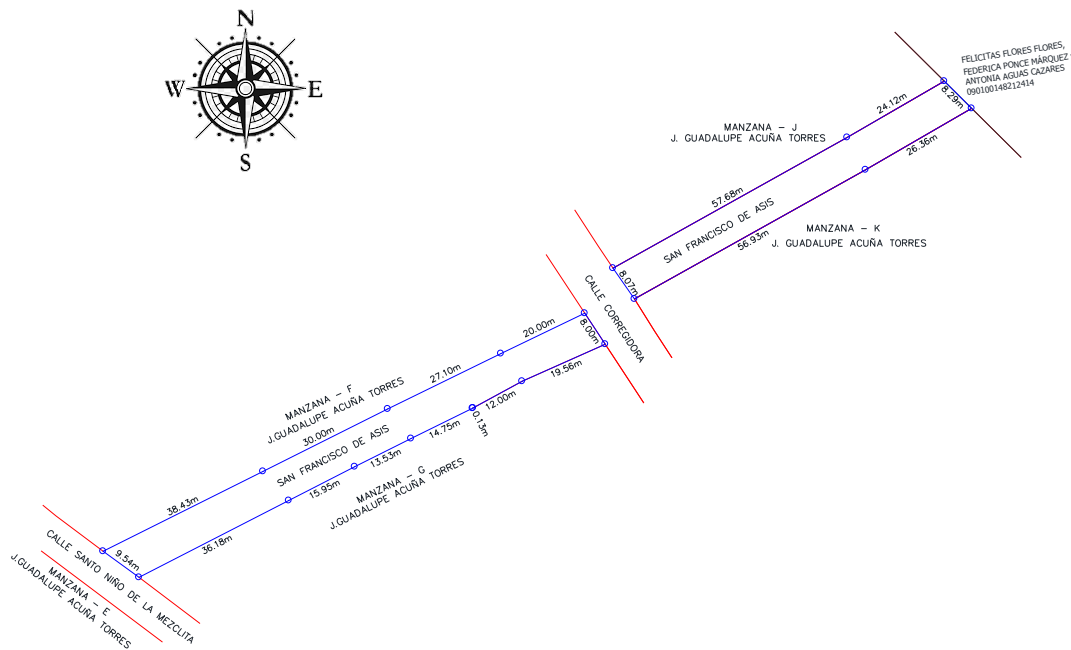 N
W
E
S
FELICITAS FLORES FLORES,
FEDERICA PONCE MÁRQUEZ
ANTONIA AGUAS CAZARES
090100148212414
8.29m
24.12m
26.36m
MANZANA - J
J. GUADALUPE ACUÑA TORRES
57.68m
SAN FRANCISCO DE ASIS
56.93m
MANZANA - K
J. GUADALUPE ACUÑA TORRES
8.07m
CALLE CORREGIDORA
8.00m
20.00m
19.56m
27.10m
12.00m
0.13m
MANZANA - F
J.GUADALUPE ACUÑA TORRES
30.00m
14.75m
SAN FRANCISCO DE ASIS
13.53m
MANZANA - G
J.GUADALUPE ACUÑA TORRES
15.95m
38.43m
36.18m
9.54m
CALLE SANTO NIÑO DE LA MEZCLITA
MANZANA - E
J.GUADALUPE ACUÑA TORRES